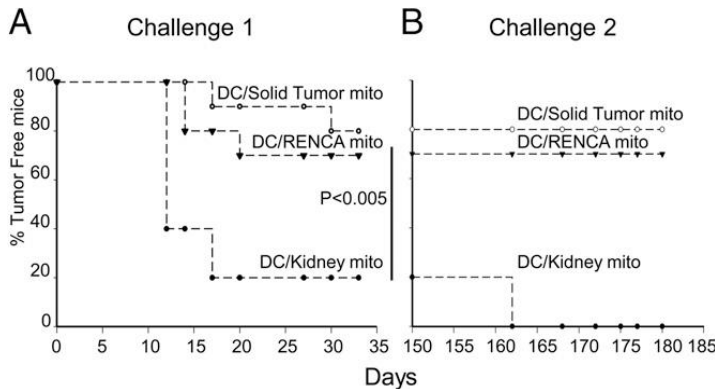 A
Challenge 1
B
Challenge 2
% Tumor Free mice
100
80
60
40
20
0
DC/Solid Tumor mito
DC/RENCA mito
P<0.005
DC/Kidney mito
DC/Solid Tumor mito
DC/RENCA mito
DC/Kidney mito
0 5 10 15 20 25 30 35
150 155 160 165 168 170 175 180 185
Days